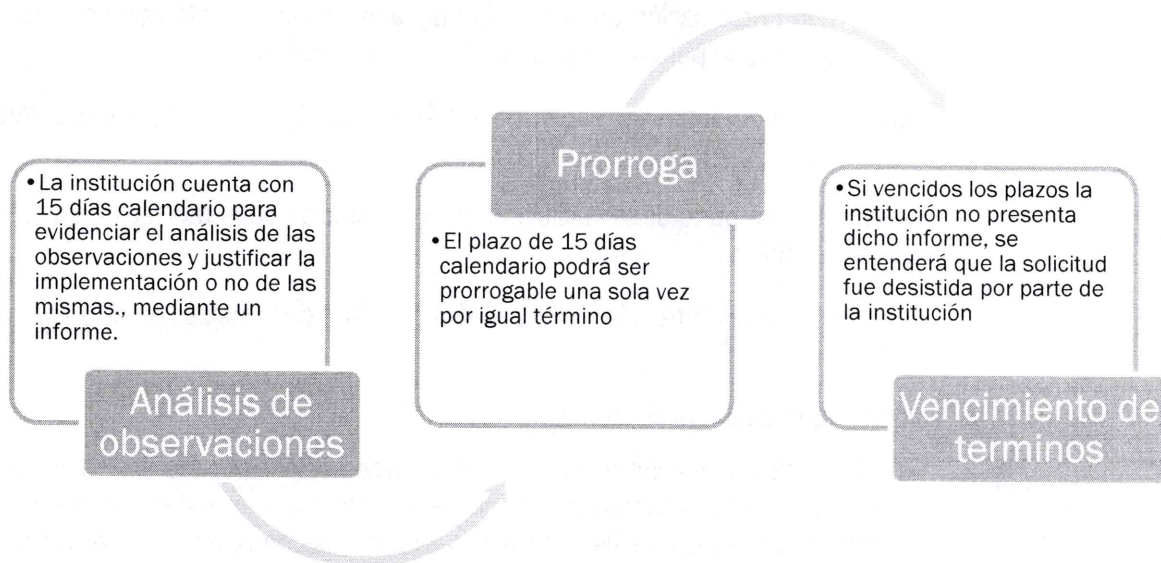 • La institución cuenta con
15 días calendario para
evidenciar el análisis de las
observaciones y justificar la
implementación o no de las
mismas., mediante un
informe.
Análisis de
observaciones
Prorroga
• El plazo de 15 días
calendario podrá ser
prorrogable una sola vez
por igual término
• Si vencidos los plazos la
institución no presenta
dicho informe, se
entenderá que la solicitud
fue desistida por parte de
la institución
Vencimiento de
terminos